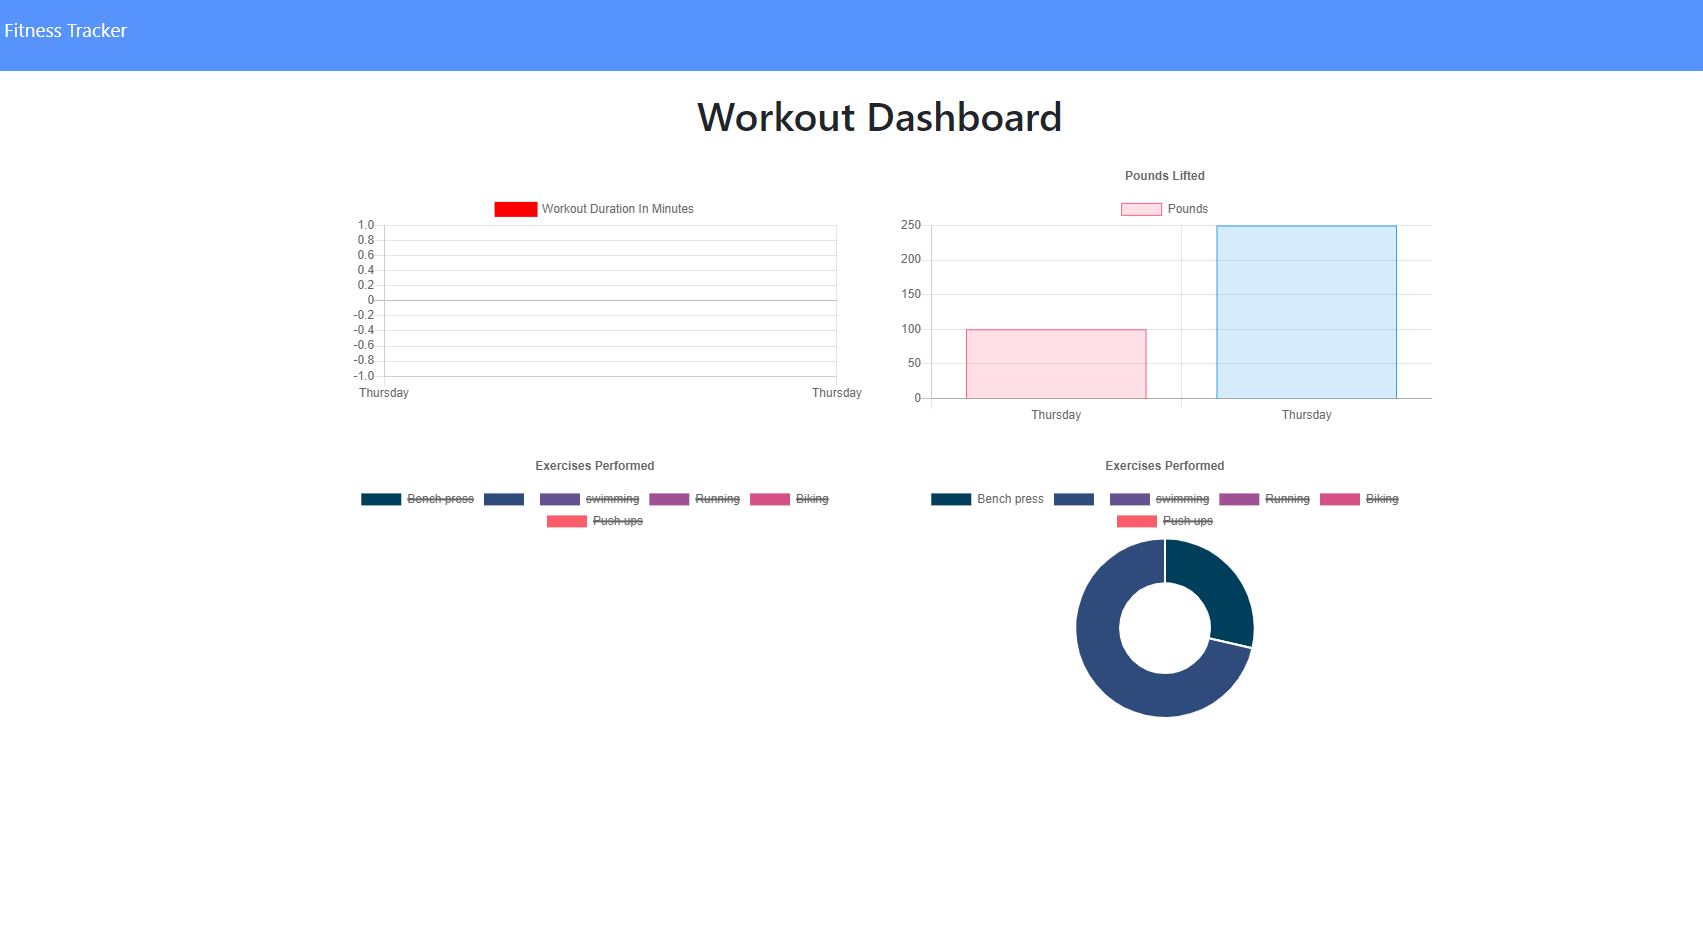 Fitness Tracker
Workout Dashboard
Workout Duration In Minutes
1.0
0.8
0.6
0.4
0.2
0
-0.2
-0.4
-0.6
-0.8
-1.0
Thursday Thursday
Pounds Lifted
Pounds
250
200
150
100
50
0
Thursday Thursday
Exercises Performed
Bench press swimming Running Biking
Push ups
Exercises Performed
Bench press swimming Running Biking
Push ups